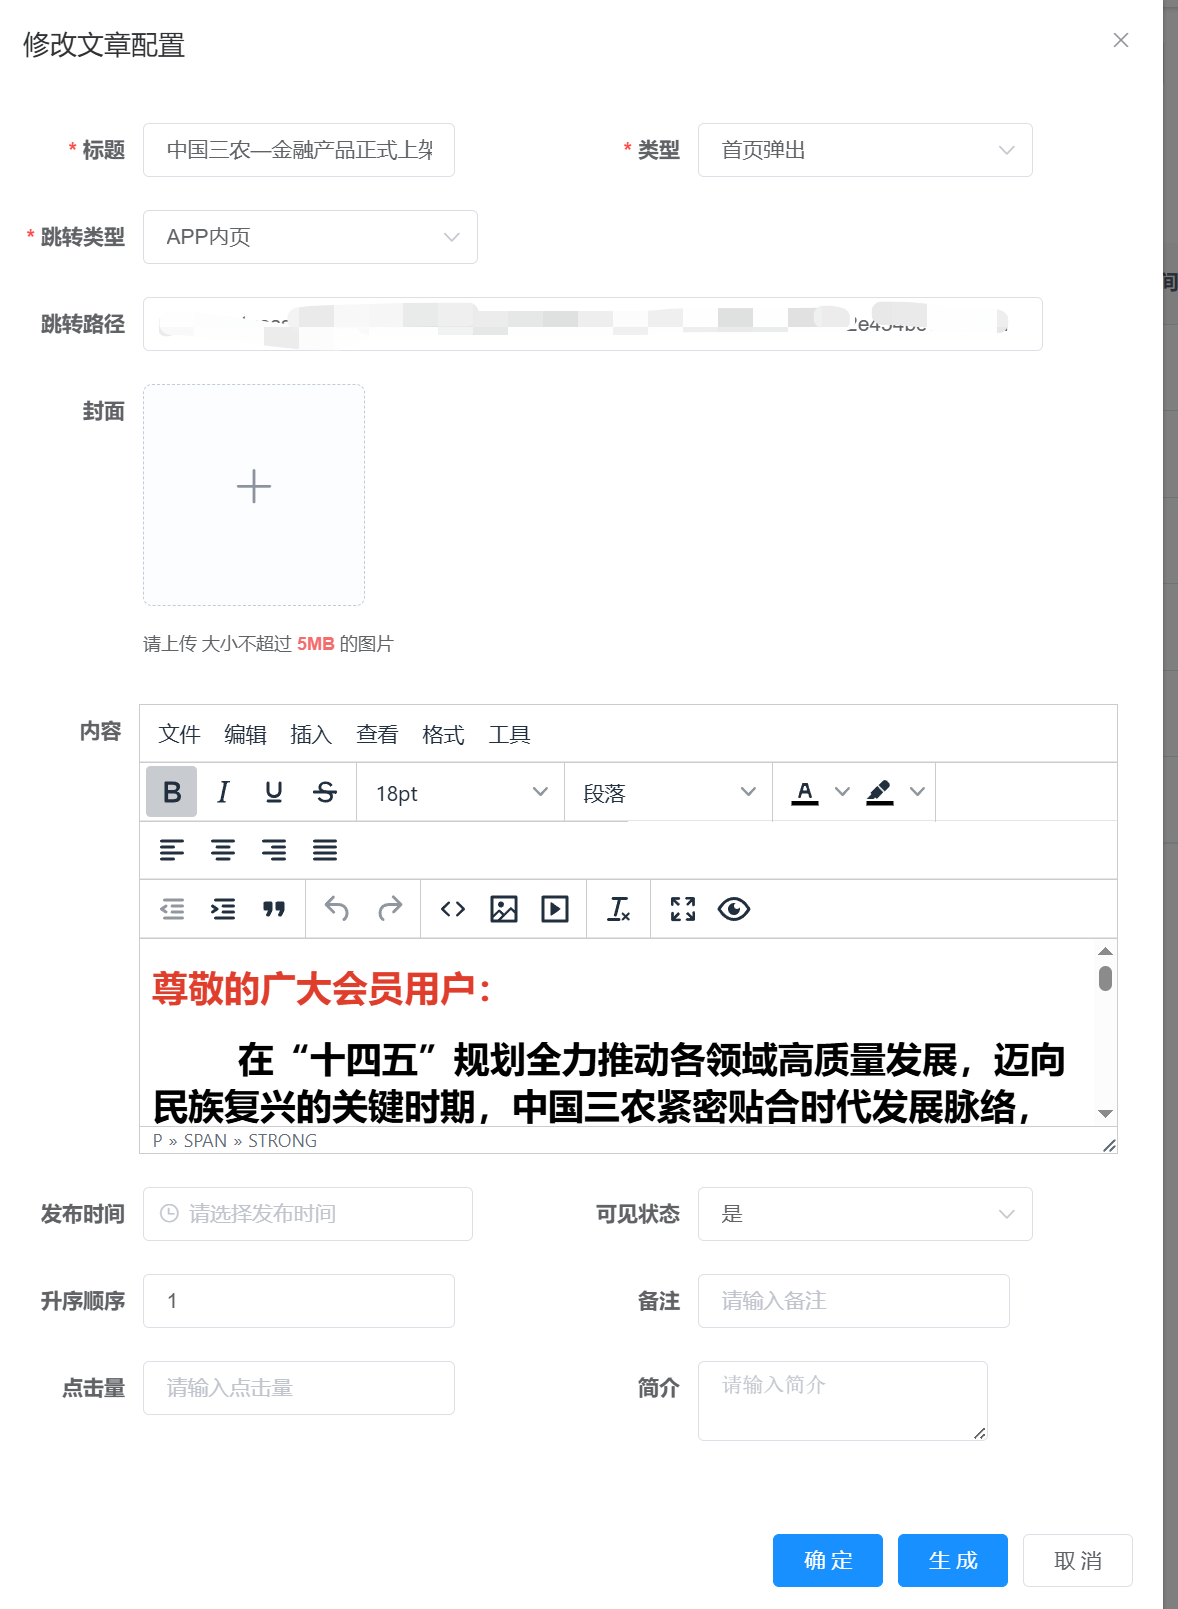 修改文章配置
* 标题 中国三农—金融产品正式上架
* 类型 首页弹出
* 跳转类型 APP内页
跳转路径
封面
请上传 大小不超过 5MB 的图片
内容
文件 编辑 插入 查看 格式 工具
B I U S 18pt 段落 A
尊敬的广大会员用户：
在“十四五”规划全力推动各领域高质量发展，迈向
民族复兴的关键时期，中国三农紧密贴合时代发展脉络，
P » SPAN » STRONG
发布时间 请选择发布时间
可见状态 是
升序顺序 1
备注 请输入备注
点击量 请输入点击量
简介 请输入简介
确定 生成 取消
间